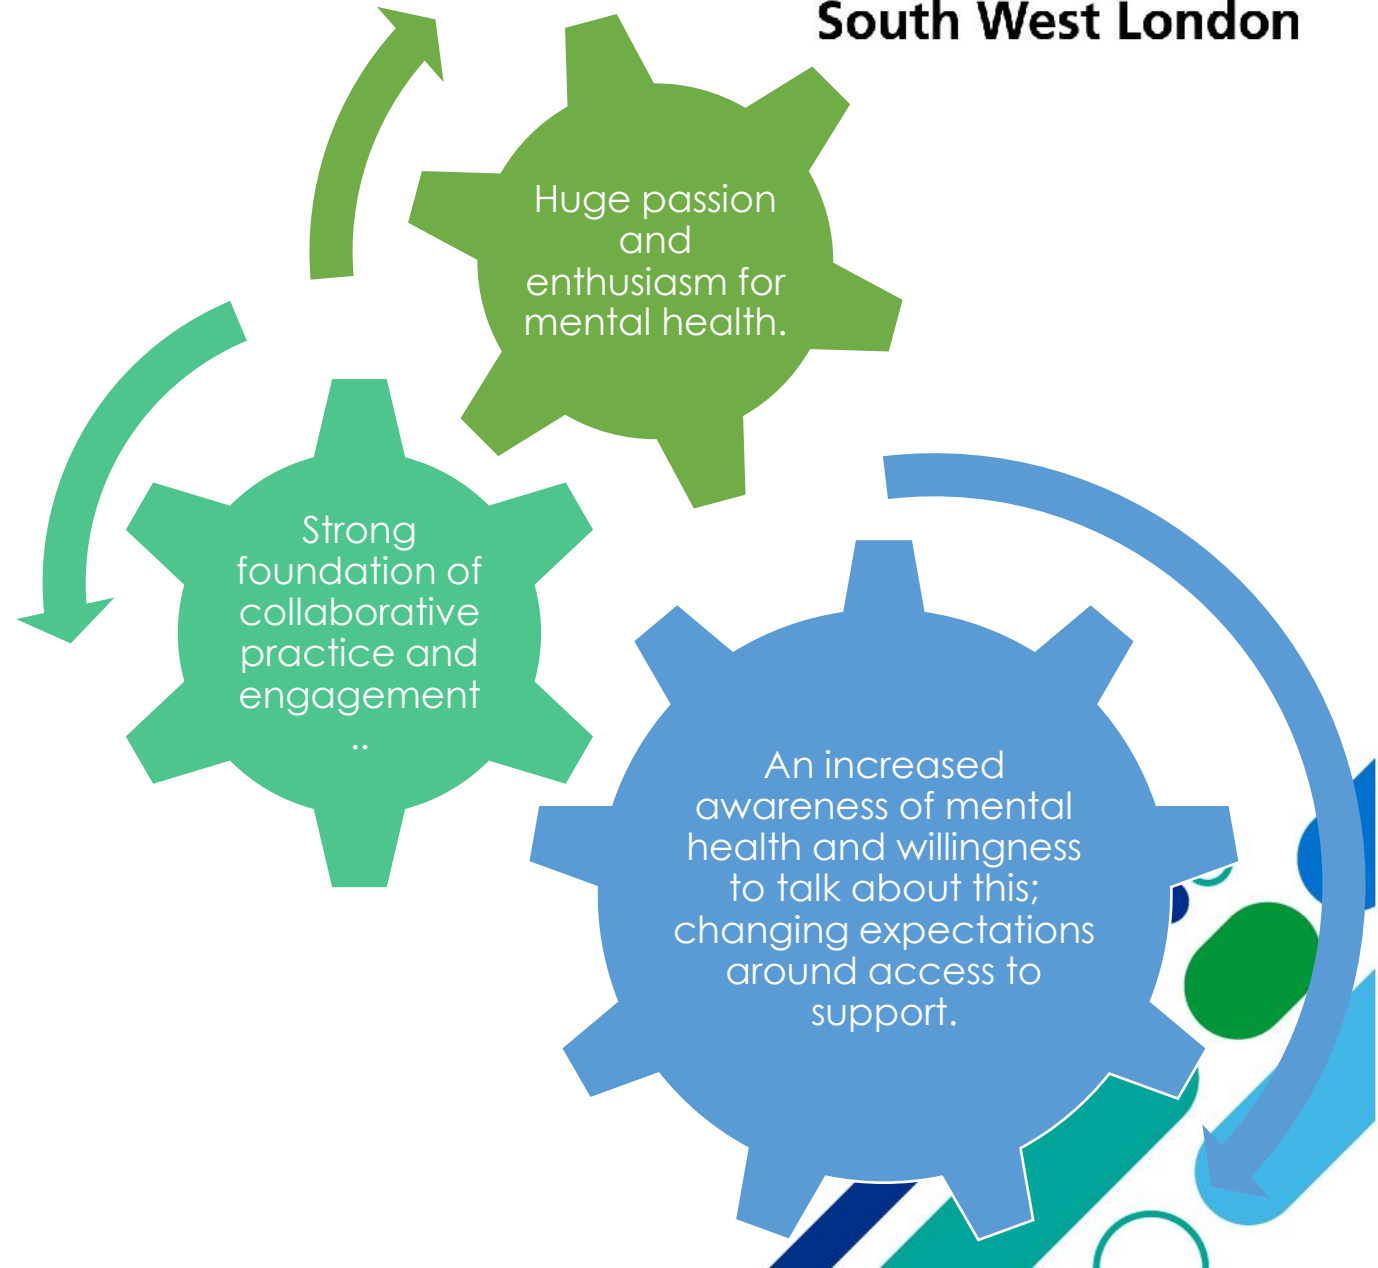 South West London
Huge passion
and
enthusiasm for
mental health.
Strong
foundation of
collaborative
practice and
engagement
..
An increased
awareness of mental
health and willingness
to talk about this;
changing expectations
around access to
support.